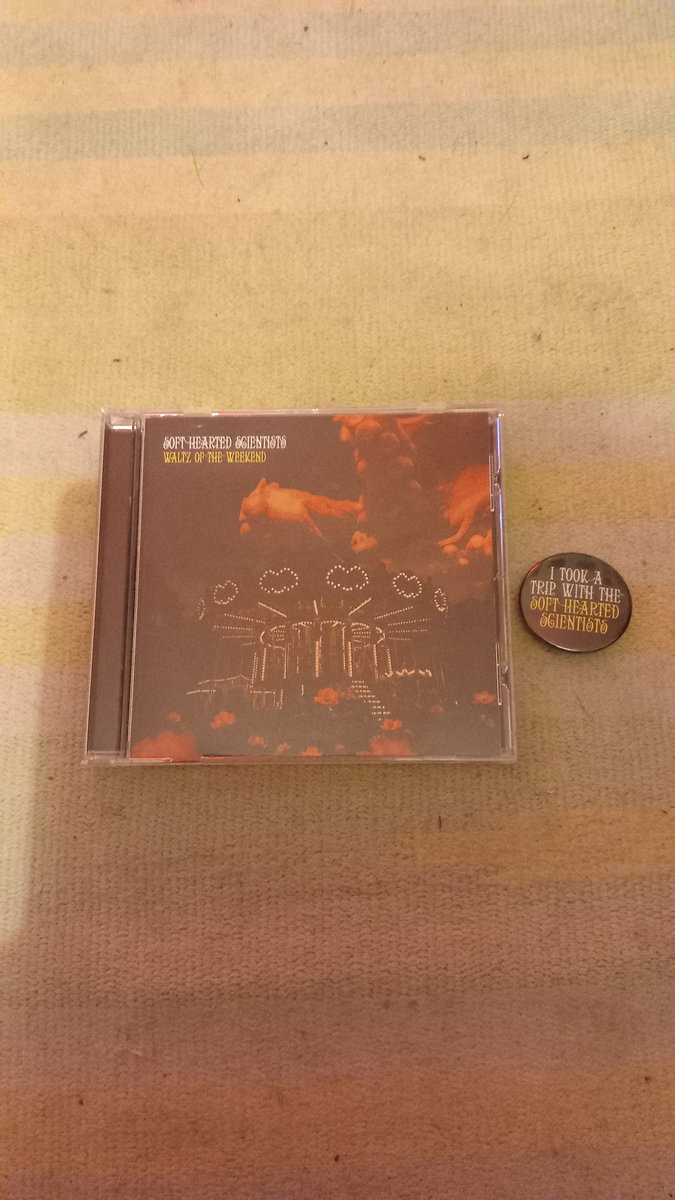 SOFT HEARTED SCIENTISTS
WALTZ OF THE WEEKEND
I TOOK A
TRIP WITH THE
SOFT HEARTED
SCIENTISTS